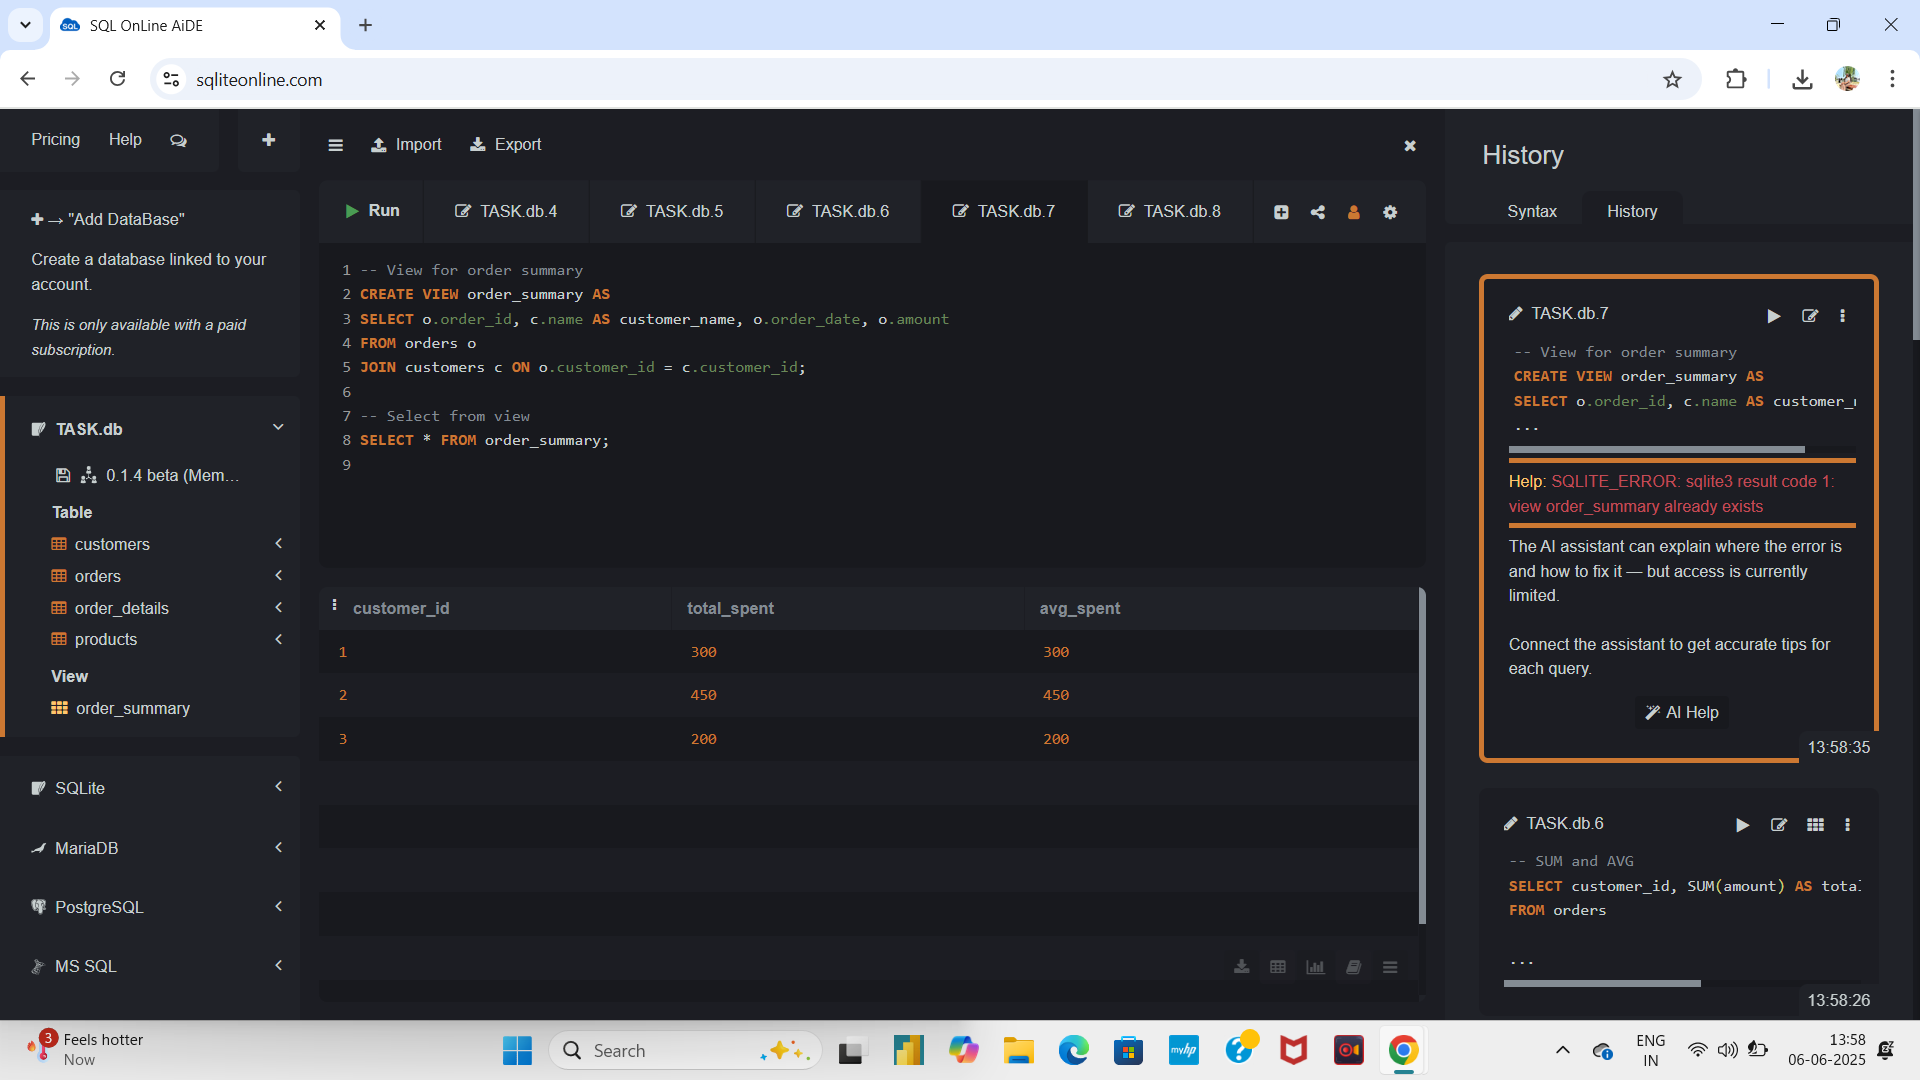 SQL OnLine AiDE
sqliteonline.com
Pricing
Help
Import
Export
→ "Add DataBase"
Create a database linked to your
account.
This is only available with a paid
subscription.
TASK.db
0.1.4 beta (Mem...
Table
customers
orders
order_details
products
View
order_summary
SQLite
MariaDB
PostgreSQL
MS SQL
Run
TASK.db.4
TASK.db.5
TASK.db.6
TASK.db.7
TASK.db.8
1 -- View for order summary
2 CREATE VIEW order_summary AS
3 SELECT o.order_id, c.name AS customer_name, o.order_date, o.amount
4 FROM orders o
5 JOIN customers c ON o.customer_id = c.customer_id;
6
7 -- Select from view
8 SELECT * FROM order_summary;
9
customer_id total_spent avg_spent
1 300 300
2 450 450
3 200 200
History
Syntax
History
TASK.db.7
-- View for order summary
CREATE VIEW order_summary AS
SELECT o.order_id, c.name AS customer_
...
Help: SQLITE_ERROR: sqlite3 result code 1:
view order_summary already exists
The AI assistant can explain where the error is
and how to fix it — but access is currently
limited.
Connect the assistant to get accurate tips for
each query.
AI Help
13:58:35
TASK.db.6
-- SUM and AVG
SELECT customer_id, SUM(amount) AS total
FROM orders
...
13:58:26
3
Feels hotter
Now
Search
myhp
ENG
IN
13:58
06-06-2025